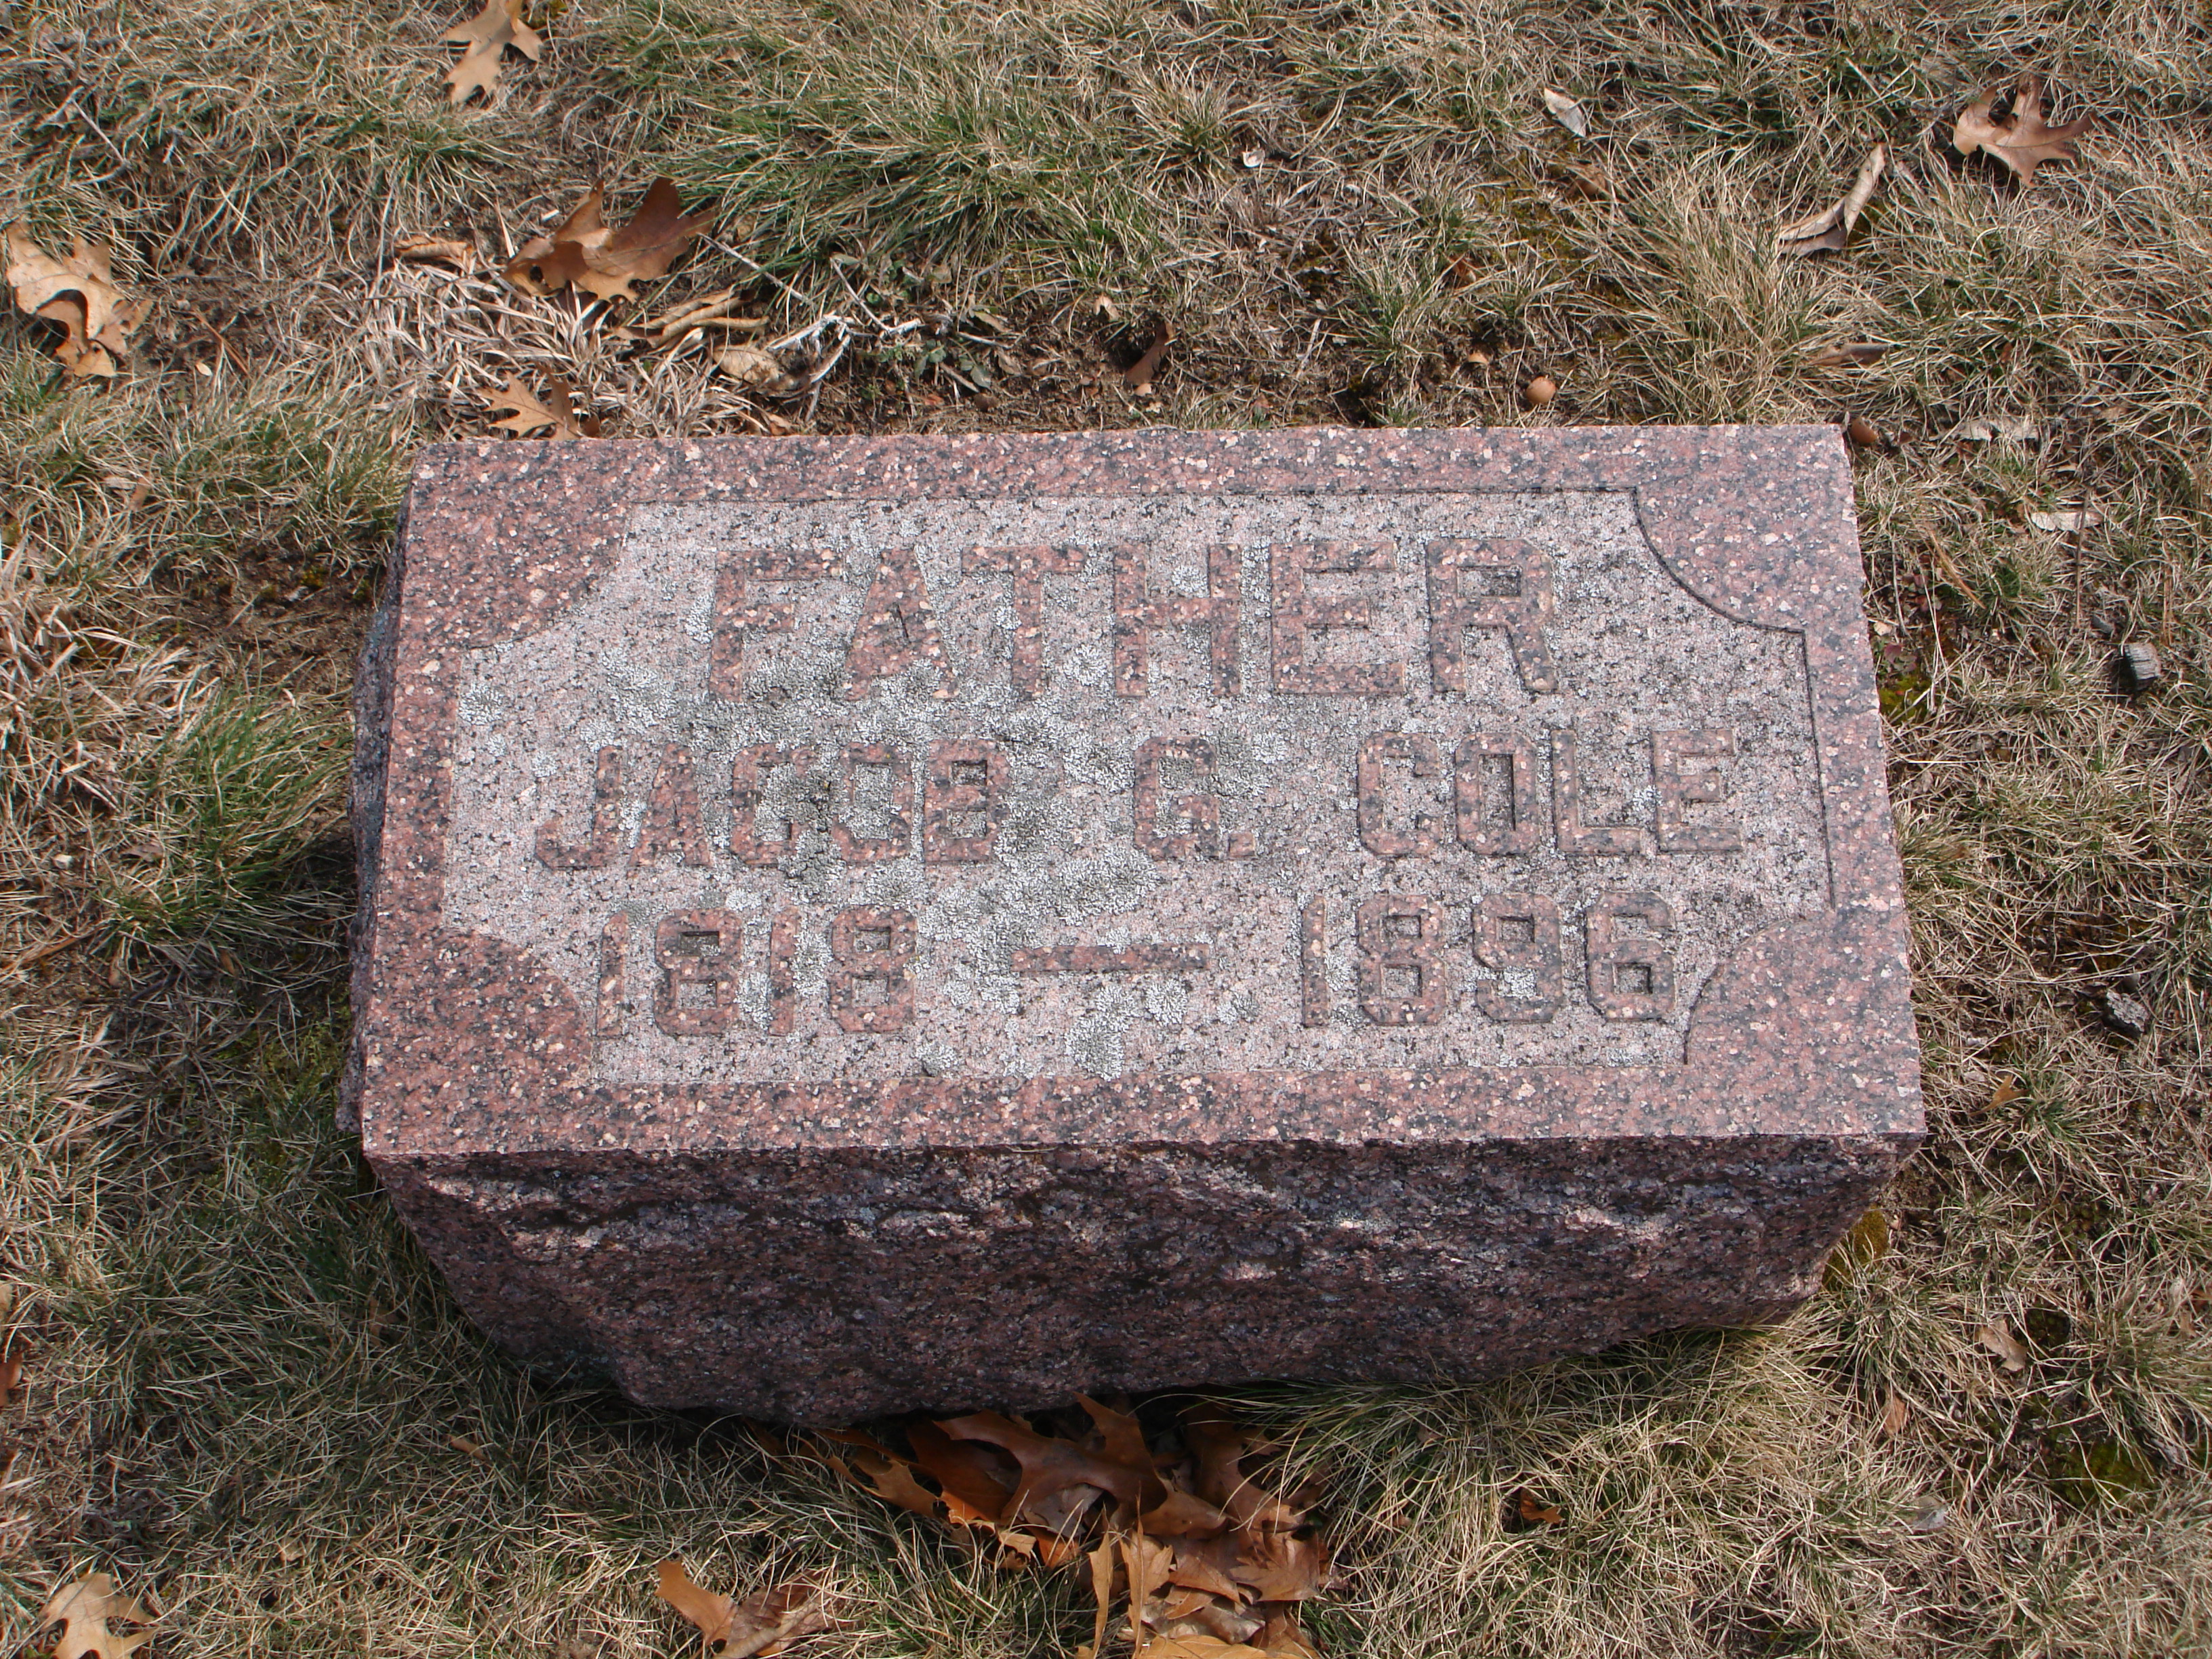 FATHER
JACOB G. COLE
1818 — 1896